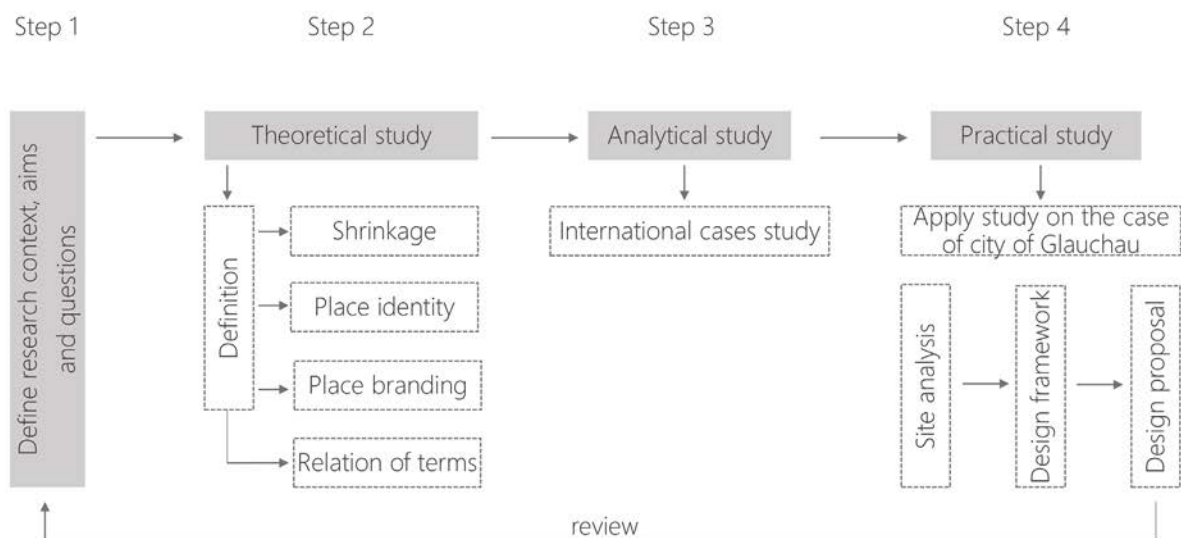 Step 1
Step 2
Step 3
Step 4
Define research context, aims
and questions
Theoretical study
Analytical study
Practical study
Definition
Shrinkage
Place identity
Place branding
Relation of terms
International cases study
Apply study on the case
of city of Glauchau
Site analysis
Design framework
Design proposal
review